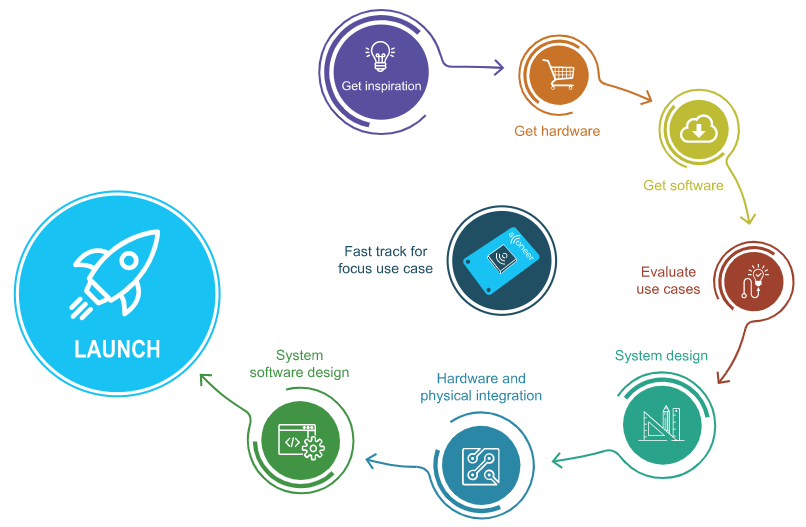 Get inspiration
Get hardware
Get software
Evaluate
use cases
System design
Hardware and
physical integration
System
software design
LAUNCH
Fast track for
focus use case
acconeer